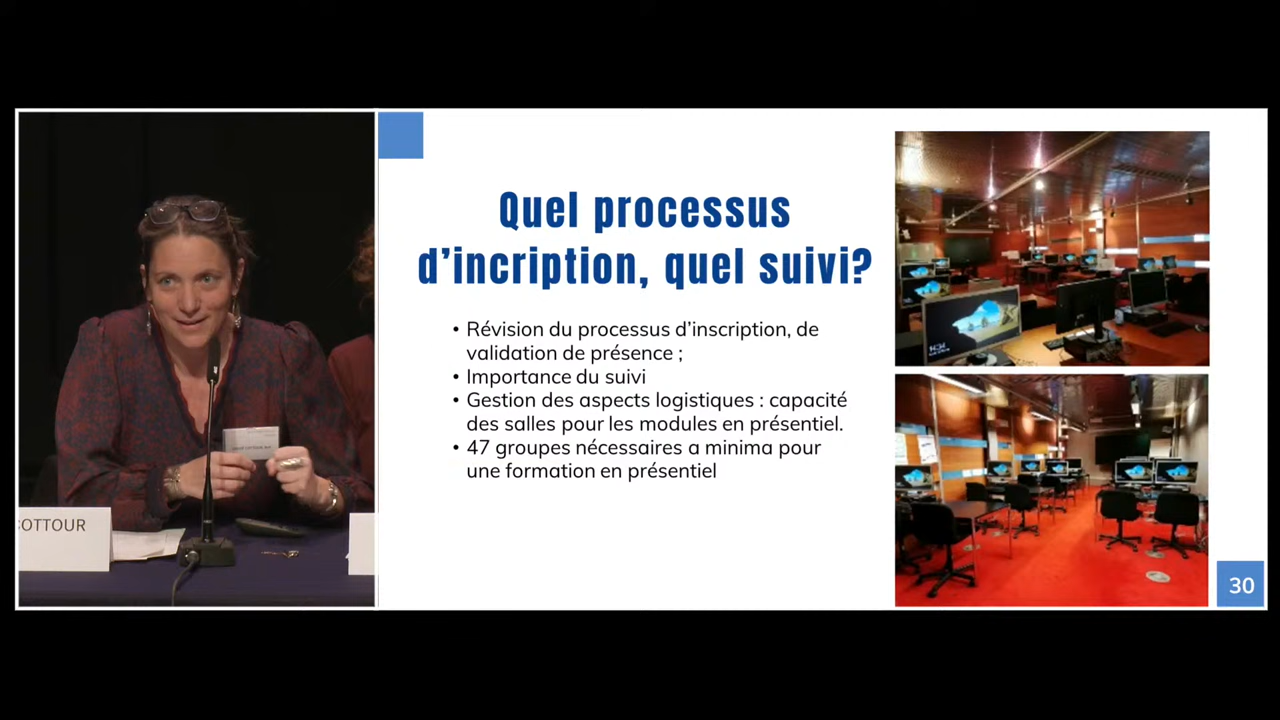 Quel processus
d’incription, quel suivi?
• Révision du processus d’inscription, de
validation de présence ;
• Importance du suivi
• Gestion des aspects logistiques : capacité
des salles pour les modules en présentiel.
• 47 groupes nécessaires a minima pour
une formation en présentiel
COTTOUR
30